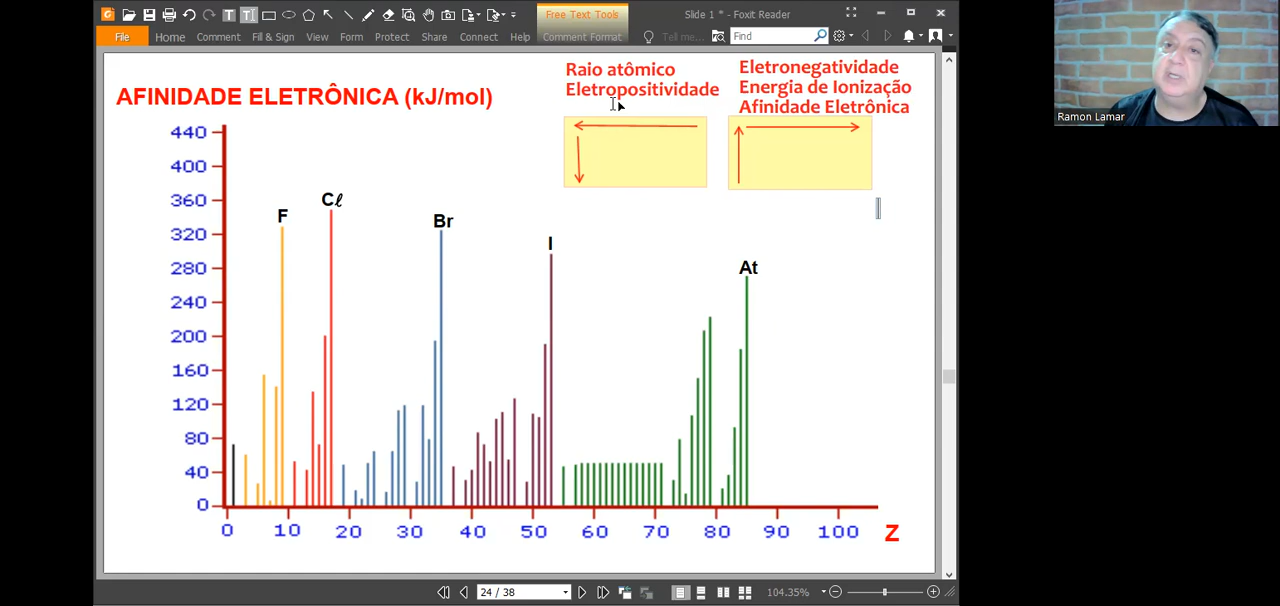 Slide 1 * - Foxit Reader
Free Text Tools
File Home Comment Fill & Sign View Form Protect Share Connect Help Comment Format Tell me... Find
AFINIDADE ELETRÔNICA (kJ/mol)
Raio atômico
Eletropositividade
Eletronegatividade
Energia de Ionização
Afinidade Eletrônica
Ramon Lamar
440
400
360
320
280
240
200
160
120
80
40
0
F
Cℓ
Br
I
At
0 10 20 30 40 50 60 70 80 90 100 Z
24 / 38
104.35%